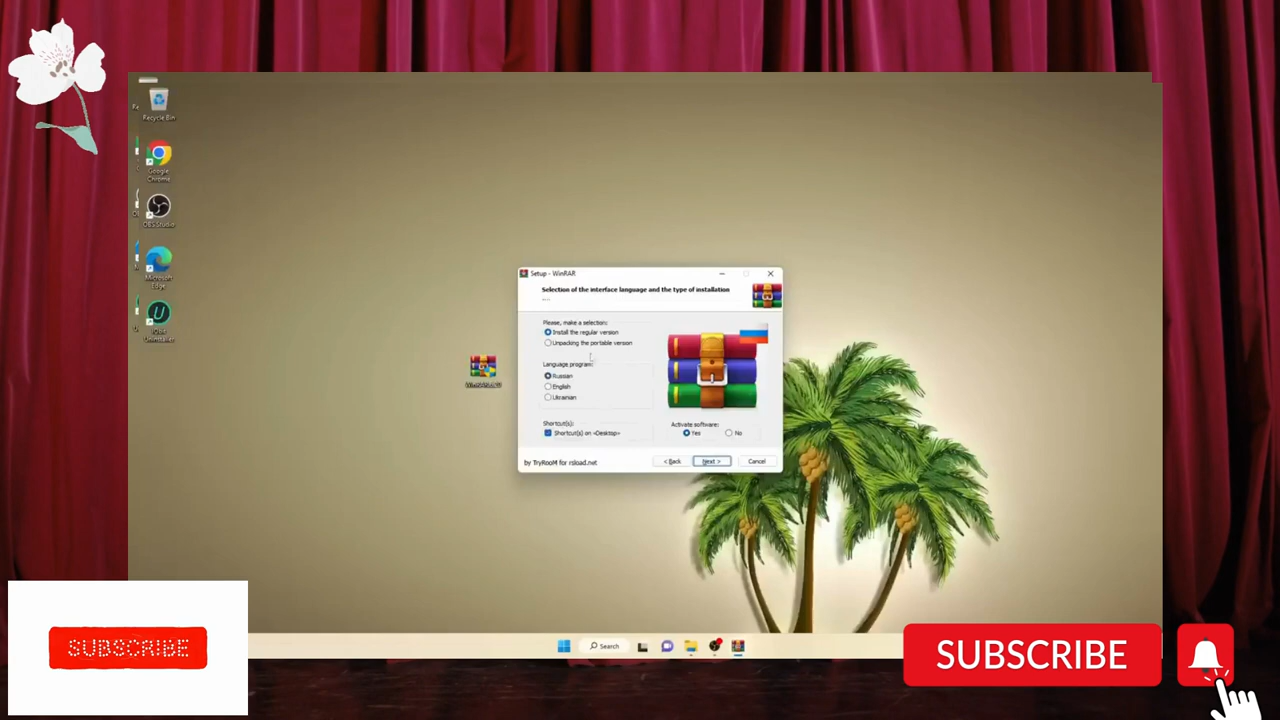 Recycle Bin
Google
Chrome
OBS Studio
Microsoft
Edge
Uninstaller
Setup - WinRAR
Selection of the interface language and the type of installation
....
Please, make a selection:
Install the regular version
Unpacking the portable version
Language program:
Russian
English
Ukrainian
Shortcut(s):
Shortcut(s) on <Desktop>
Activate software:
Yes
No
by TryRooM for rsload.net
< Back
Next >
Cancel
Search
SUBSCRIBE
SUBSCRIBE